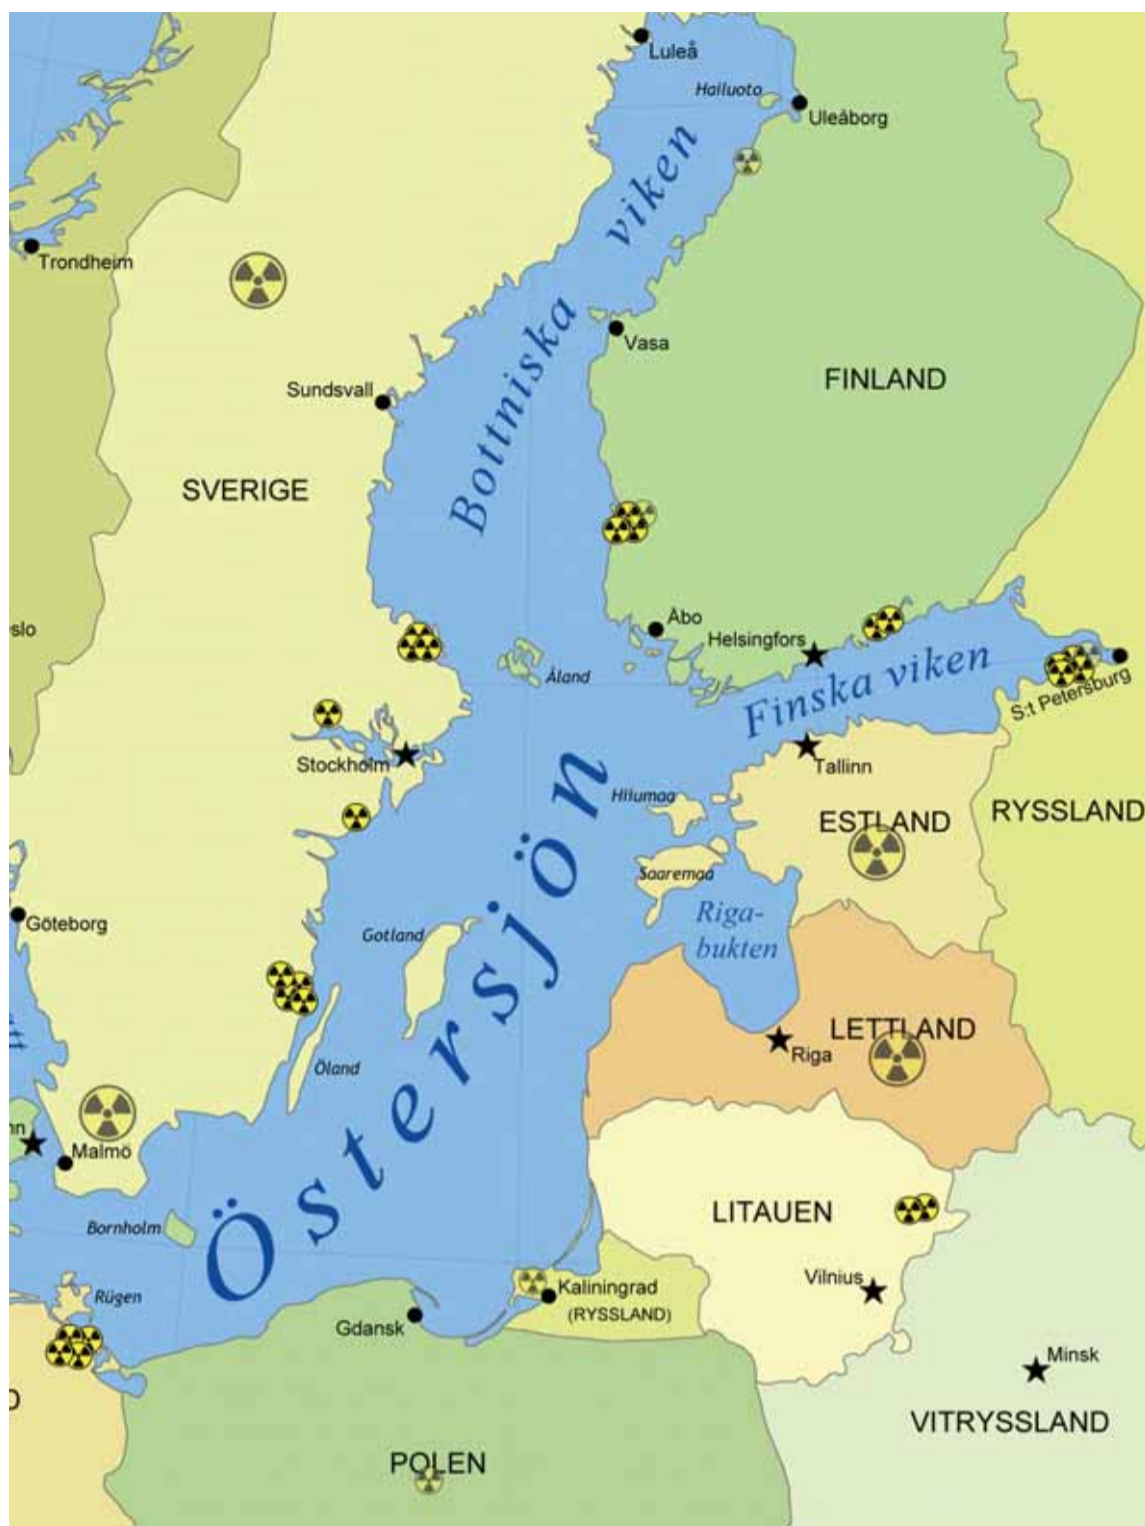 Luleå
Hailuoto
Uleåborg
Trondheim
Bottniska viken
Vasa
FINLAND
Sundsvall
SVERIGE
Åbo
Helsingfors
Finska viken
S:t Petersburg
Åland
Stockholm
Tallinn
Hiiumaa
ESTLAND
RYSSLAND
Saaremaa
Göteborg
Gotland
Riga-
bukten
Östersjön
LETTLAND
Riga
Öland
Malmö
LITAUEN
Bornholm
Vilnius
Kaliningrad
(RYSSLAND)
Rügen
Gdansk
Minsk
VITRYSSLAND
POLEN